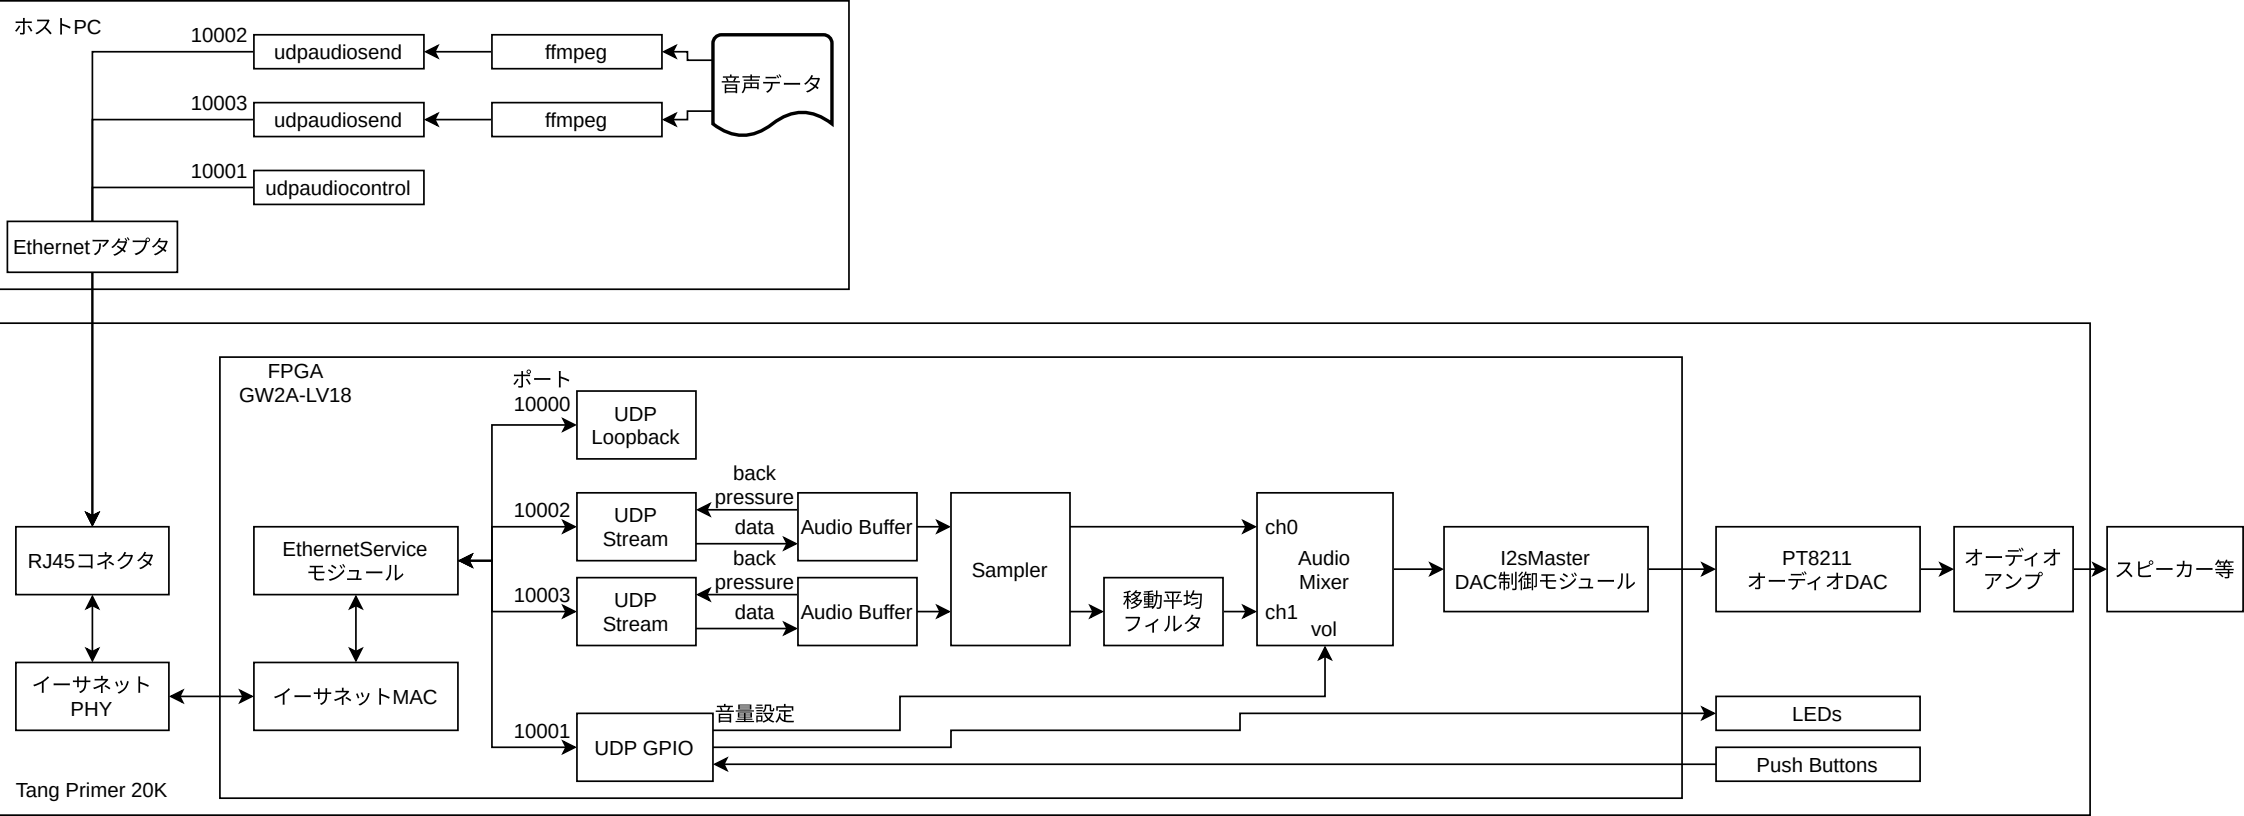 ホストPC
10002
udpaudiosend
ffmpeg
音声データ
10003
udpaudiosend
ffmpeg
10001
udpaudiocontrol
Ethernetアダプタ
FPGA
GW2A-LV18
ポート
10000
UDP
Loopback
back
pressure
10002
UDP
Stream
data
Audio Buffer
back
pressure
10003
UDP
Stream
data
Audio Buffer
Sampler
移動平均
フィルタ
ch0
Audio
Mixer
ch1
vol
I2sMaster
DAC制御モジュール
PT8211
オーディオDAC
オーディオ
アンプ
スピーカー等
RJ45コネクタ
EthernetService
モジュール
イーサネット
PHY
イーサネットMAC
10001
UDP GPIO
音量設定
LEDs
Push Buttons
Tang Primer 20K